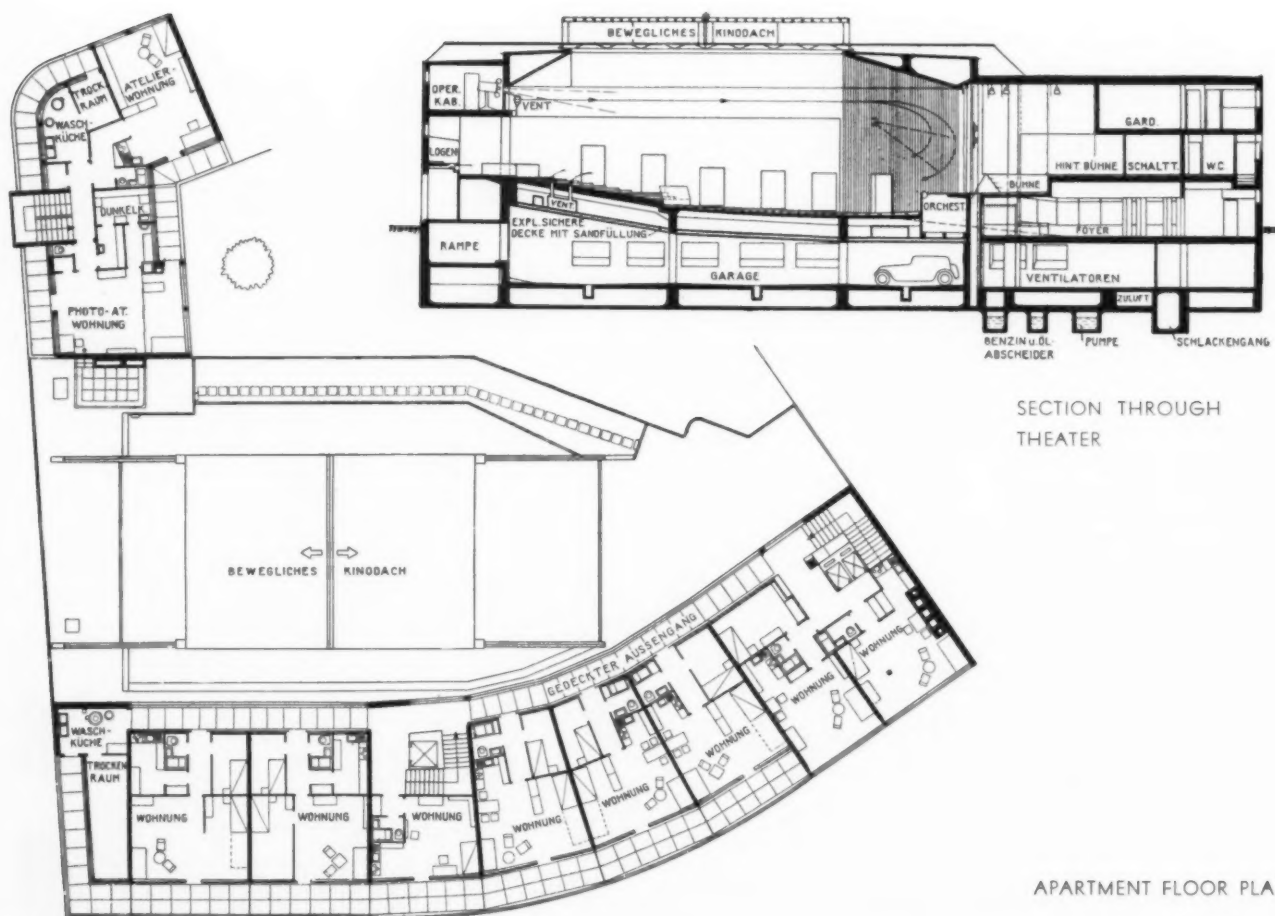 BEWEGLICHES KINODACH
OPER.
KAB.
VENT
LOGEN
VENT
EXPL. SICHERE
DECKE MIT SANDFÜLLUNG
RAMPE
GARAGE
ORCHEST.
BÜHNE
HINT BÜHNE
SCHALTT.
GARD.
W.C.
FOYER
VENTILATOREN
ZULUFT
BENZIN u. ÖL-
ABSCHEIDER
PUMPE
SCHLACKENGANG
SECTION THROUGH
THEATER
TROCK.
RAUM
ATELIER-
WOHNUNG
WASCH-
KÜCHE
DUNKELK.
PHOTO-AT.
WOHNUNG
BEWEGLICHES KINODACH
GEDECKTER AUSSENGANG
WASCH-
KÜCHE
TROCKEN
RAUM
WOHNUNG
WOHNUNG
WOHNUNG
WOHNUNG
WOHNUNG
WOHNUNG
WOHNUNG
WOHNUNG
APARTMENT FLOOR PLA